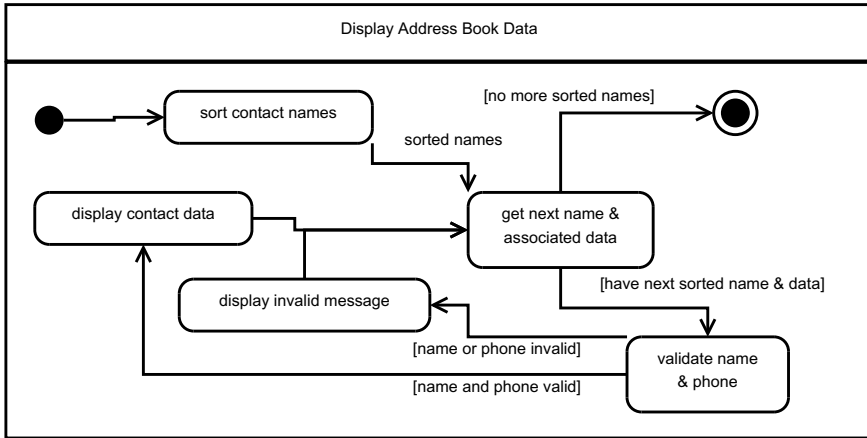 Display Address Book Data
[no more sorted names]
sort contact names
sorted names
display contact data
get next name &
associated data
[have next sorted name & data]
display invalid message
[name or phone invalid]
validate name
& phone
[name and phone valid]